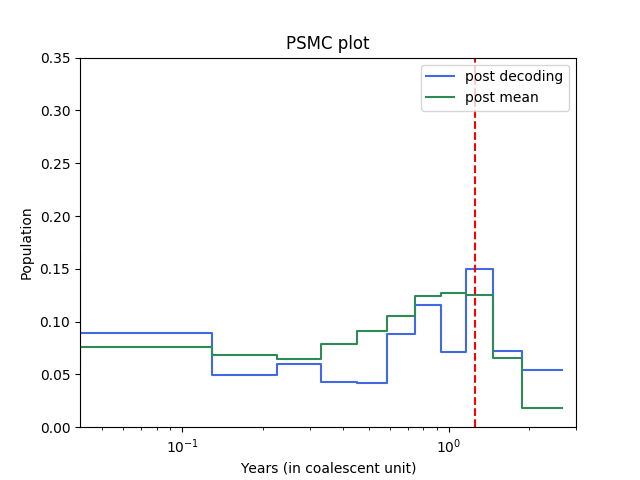 PSMC plot
post decoding
post mean
0.35
0.30
0.25
0.20
0.15
0.10
0.05
0.00
Population
10⁻¹
10⁰
Years (in coalescent unit)